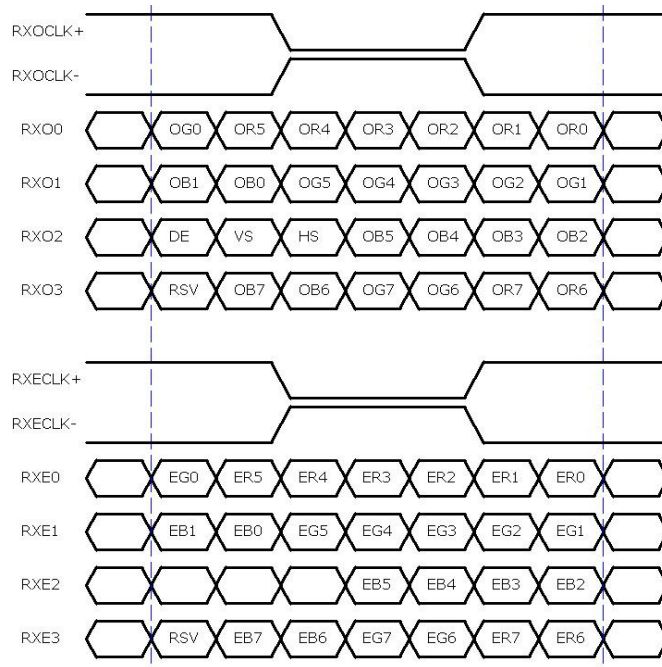 RXOCLK+
RXOCLK-
RXO0 OG0 OR5 OR4 OR3 OR2 OR1 OR0
RXO1 OB1 OB0 OG5 OG4 OG3 OG2 OG1
RXO2 DE VS HS OB5 OB4 OB3 OB2
RXO3 RSV OB7 OB6 OG7 OG6 OR7 OR6
RXECLK+
RXECLK-
RXE0 EG0 ER5 ER4 ER3 ER2 ER1 ER0
RXE1 EB1 EB0 EG5 EG4 EG3 EG2 EG1
RXE2 EB5 EB4 EB3 EB2
RXE3 RSV EB7 EB6 EG7 EG6 ER7 ER6